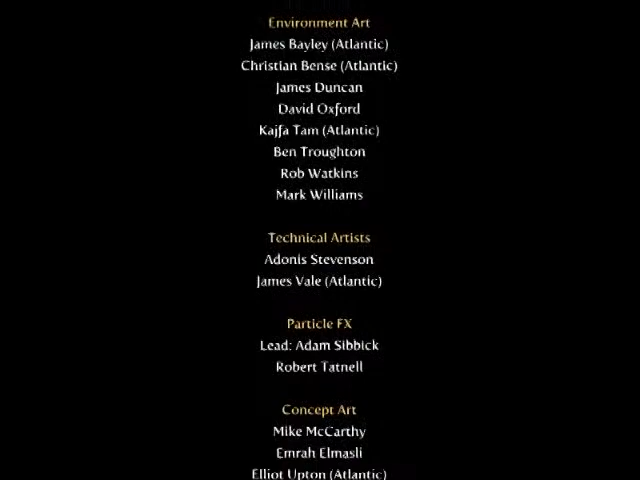 Environment Art
James Bayley (Atlantic)
Christian Bense (Atlantic)
James Duncan
David Oxford
Kajfa Tam (Atlantic)
Ben Troughton
Rob Watkins
Mark Williams
Technical Artists
Adonis Stevenson
James Vale (Atlantic)
Particle FX
Lead: Adam Sibbick
Robert Tatnell
Concept Art
Mike McCarthy
Emrah Elmasli
Elliot Upton (Atlantic)